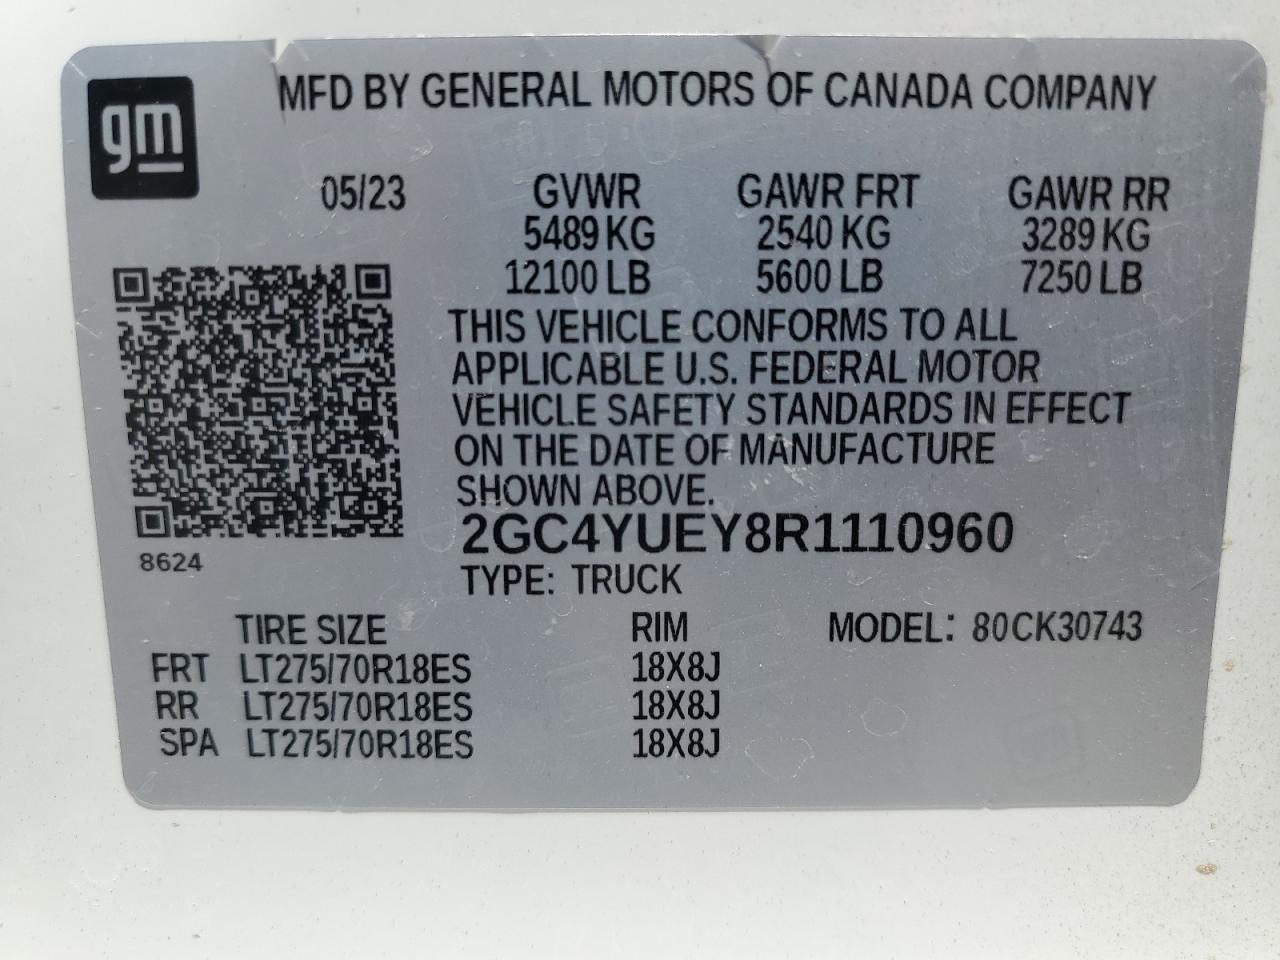 gm
MFD BY GENERAL MOTORS OF CANADA COMPANY
05/23 GVWR GAWR FRT GAWR RR
5489 KG 2540 KG 3289 KG
12100 LB 5600 LB 7250 LB
THIS VEHICLE CONFORMS TO ALL
APPLICABLE U.S. FEDERAL MOTOR
VEHICLE SAFETY STANDARDS IN EFFECT
ON THE DATE OF MANUFACTURE
SHOWN ABOVE.
2GC4YUEY8R1110960
8624
TYPE: TRUCK
TIRE SIZE RIM MODEL: 80CK30743
FRT LT275/70R18ES 18X8J
RR LT275/70R18ES 18X8J
SPA LT275/70R18ES 18X8J
gm